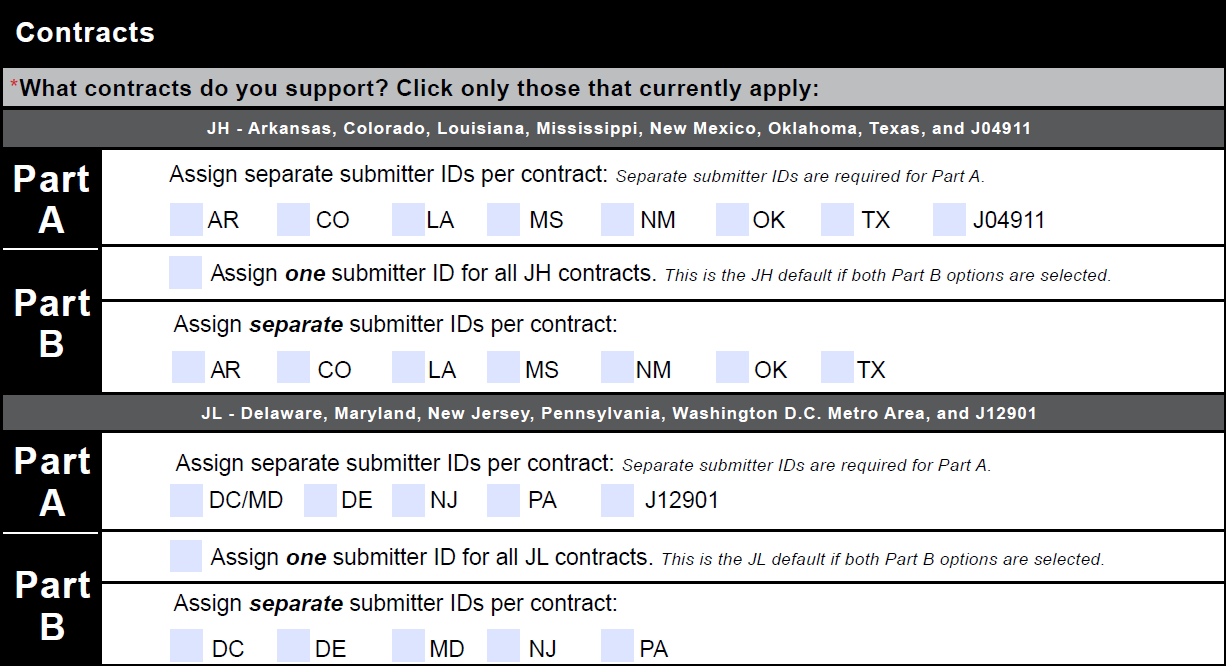 Contracts
*What contracts do you support? Click only those that currently apply:
JH - Arkansas, Colorado, Louisiana, Mississippi, New Mexico, Oklahoma, Texas, and J04911
Part A
Assign separate submitter IDs per contract: Separate submitter IDs are required for Part A.
AR CO LA MS NM OK TX J04911
Part B
Assign one submitter ID for all JH contracts. This is the JH default if both Part B options are selected.
Assign separate submitter IDs per contract:
AR CO LA MS NM OK TX
JL - Delaware, Maryland, New Jersey, Pennsylvania, Washington D.C. Metro Area, and J12901
Part A
Assign separate submitter IDs per contract: Separate submitter IDs are required for Part A.
DC/MD DE NJ PA J12901
Part B
Assign one submitter ID for all JL contracts. This is the JL default if both Part B options are selected.
Assign separate submitter IDs per contract:
DC DE MD NJ PA